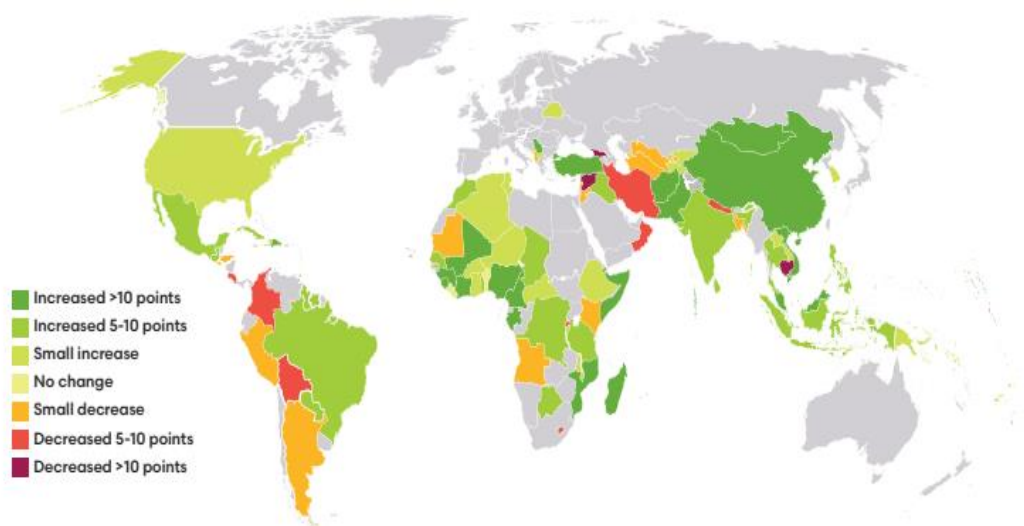 Increased >10 points
Increased 5-10 points
Small increase
No change
Small decrease
Decreased 5-10 points
Decreased >10 points